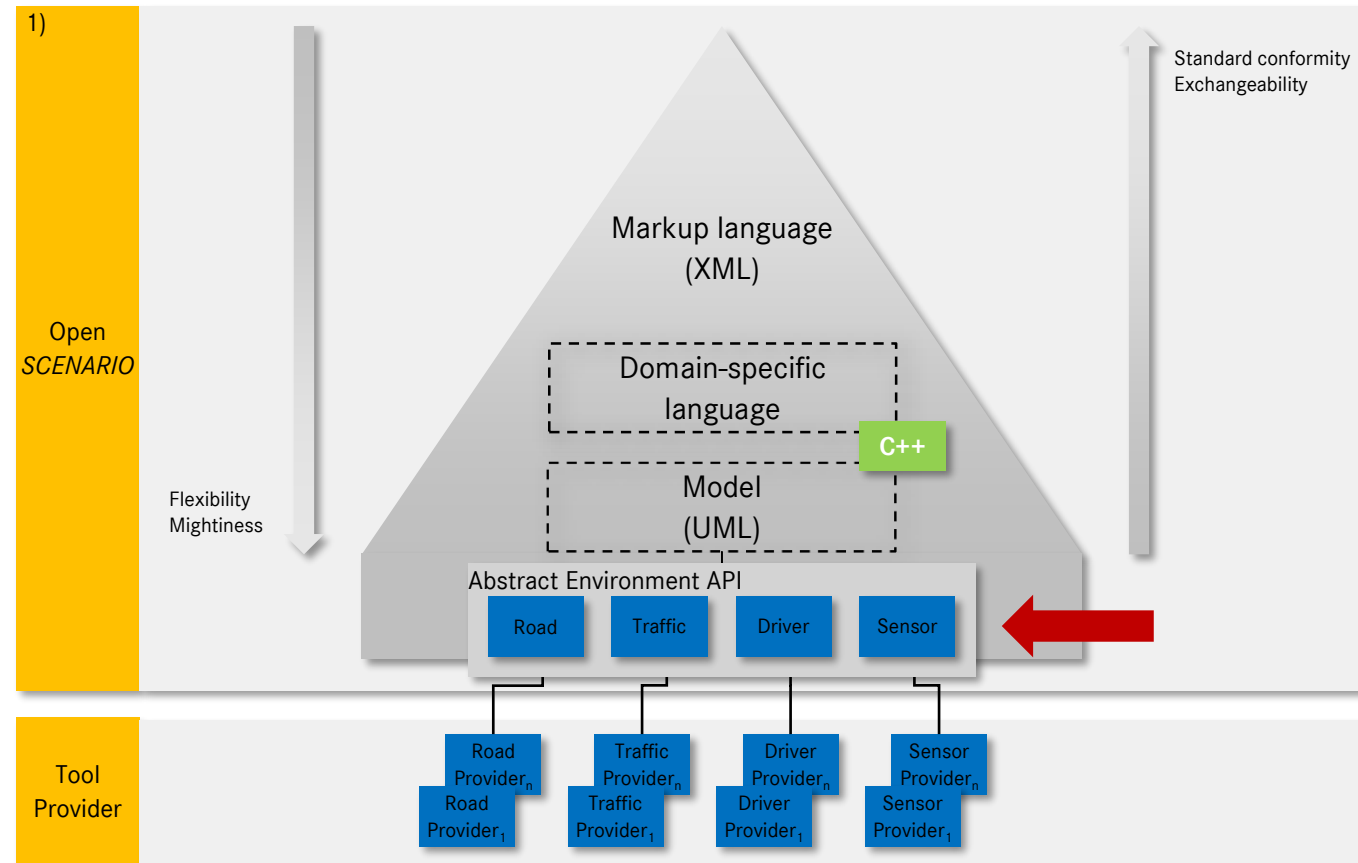 1)
Standard conformity
Exchangeability
Markup language
(XML)
Open
SCENARIO
Domain-specific
language
C++
Model
(UML)
Flexibility
Mightiness
Abstract Environment API
Road
Traffic
Driver
Sensor
Tool
Provider
Road
Providerₙ
Road
Provider₁
Traffic
Providerₙ
Traffic
Provider₁
Driver
Providerₙ
Driver
Provider₁
Sensor
Providerₙ
Sensor
Provider₁